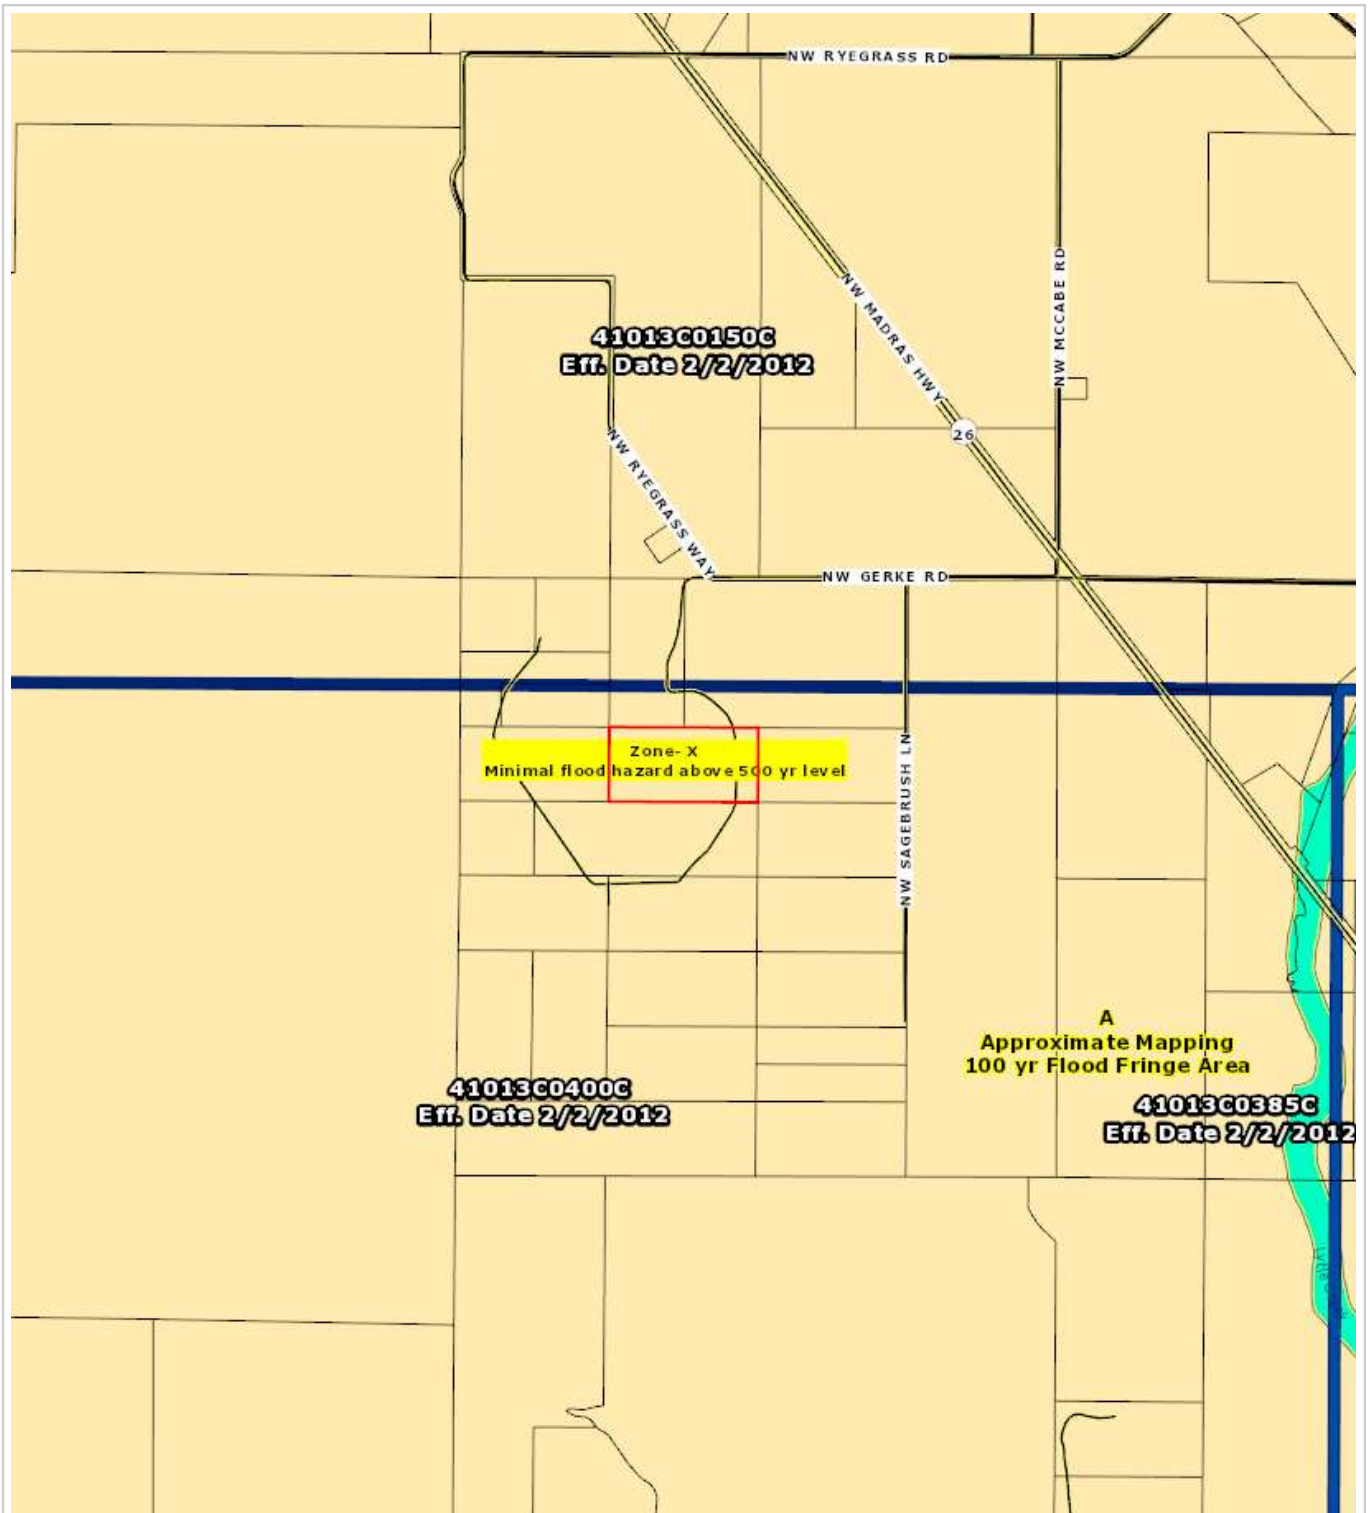 NW RYEGRASS RD
NW MCCABE RD
NW MADRAS HWY
41013C0150C
Eff. Date 2/2/2012
26
NW RYEGRASS WAY
NW GERKE RD
Zone- X
Minimal flood hazard above 500 yr level
NW SAGEBRUSH LN
A
Approximate Mapping
100 yr Flood Fringe Area
41013C0400C
Eff. Date 2/2/2012
41013C0385C
Eff. Date 2/2/2012